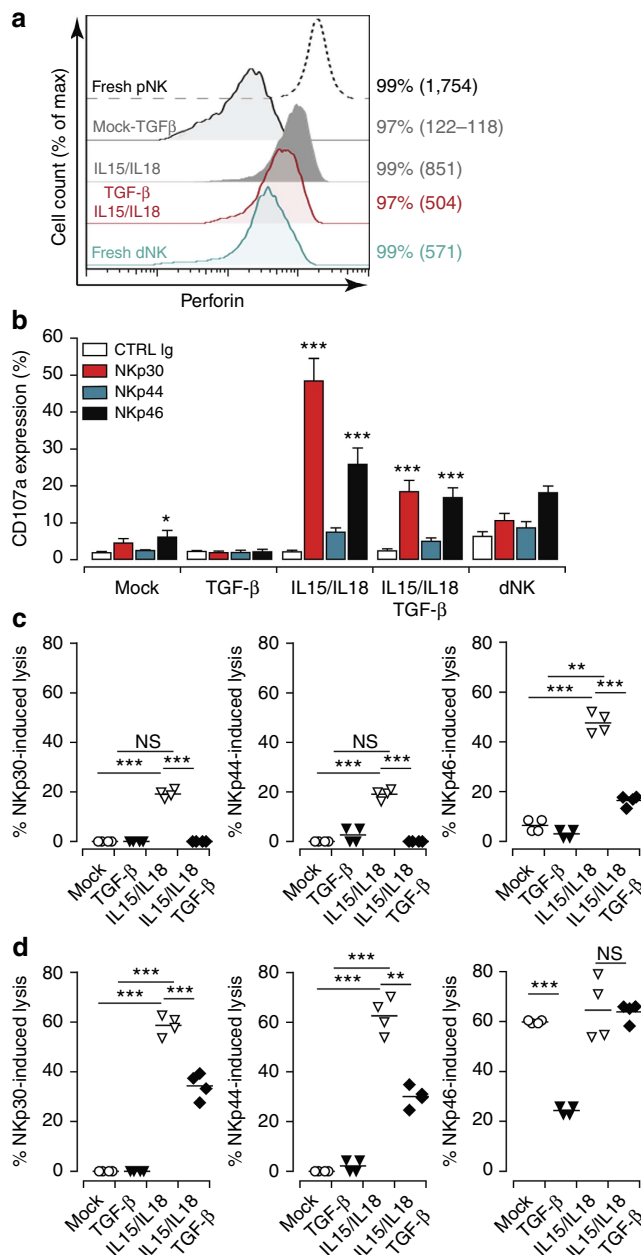 a
Cell count (% of max)
Fresh pNK
99% (1,754)
Mock-TGFβ
97% (122–118)
IL15/IL18
99% (851)
TGF-β
IL15/IL18
97% (504)
Fresh dNK
99% (571)
Perforin
b
CD107a expression (%)
60
50
40
30
20
10
0
CTRL Ig
NKp30
NKp44
NKp46
*
***
***
***
***
Mock
TGF-β
IL15/IL18
IL15/IL18
TGF-β
dNK
c
% NKp30-induced lysis
80
60
40
20
0
NS
***
***
Mock
TGF-β
IL15/IL18
IL15/IL18
TGF-β
% NKp44-induced lysis
80
60
40
20
0
NS
***
***
Mock
TGF-β
IL15/IL18
IL15/IL18
TGF-β
% NKp46-induced lysis
80
60
40
20
0
**
***
***
Mock
TGF-β
IL15/IL18
IL15/IL18
TGF-β
d
% NKp30-induced lysis
80
60
40
20
0
***
***
***
Mock
TGF-β
IL15/IL18
IL15/IL18
TGF-β
% NKp44-induced lysis
80
60
40
20
0
***
***
**
Mock
TGF-β
IL15/IL18
IL15/IL18
TGF-β
% NKp46-induced lysis
80
60
40
20
0
NS
***
Mock
TGF-β
IL15/IL18
IL15/IL18
TGF-β